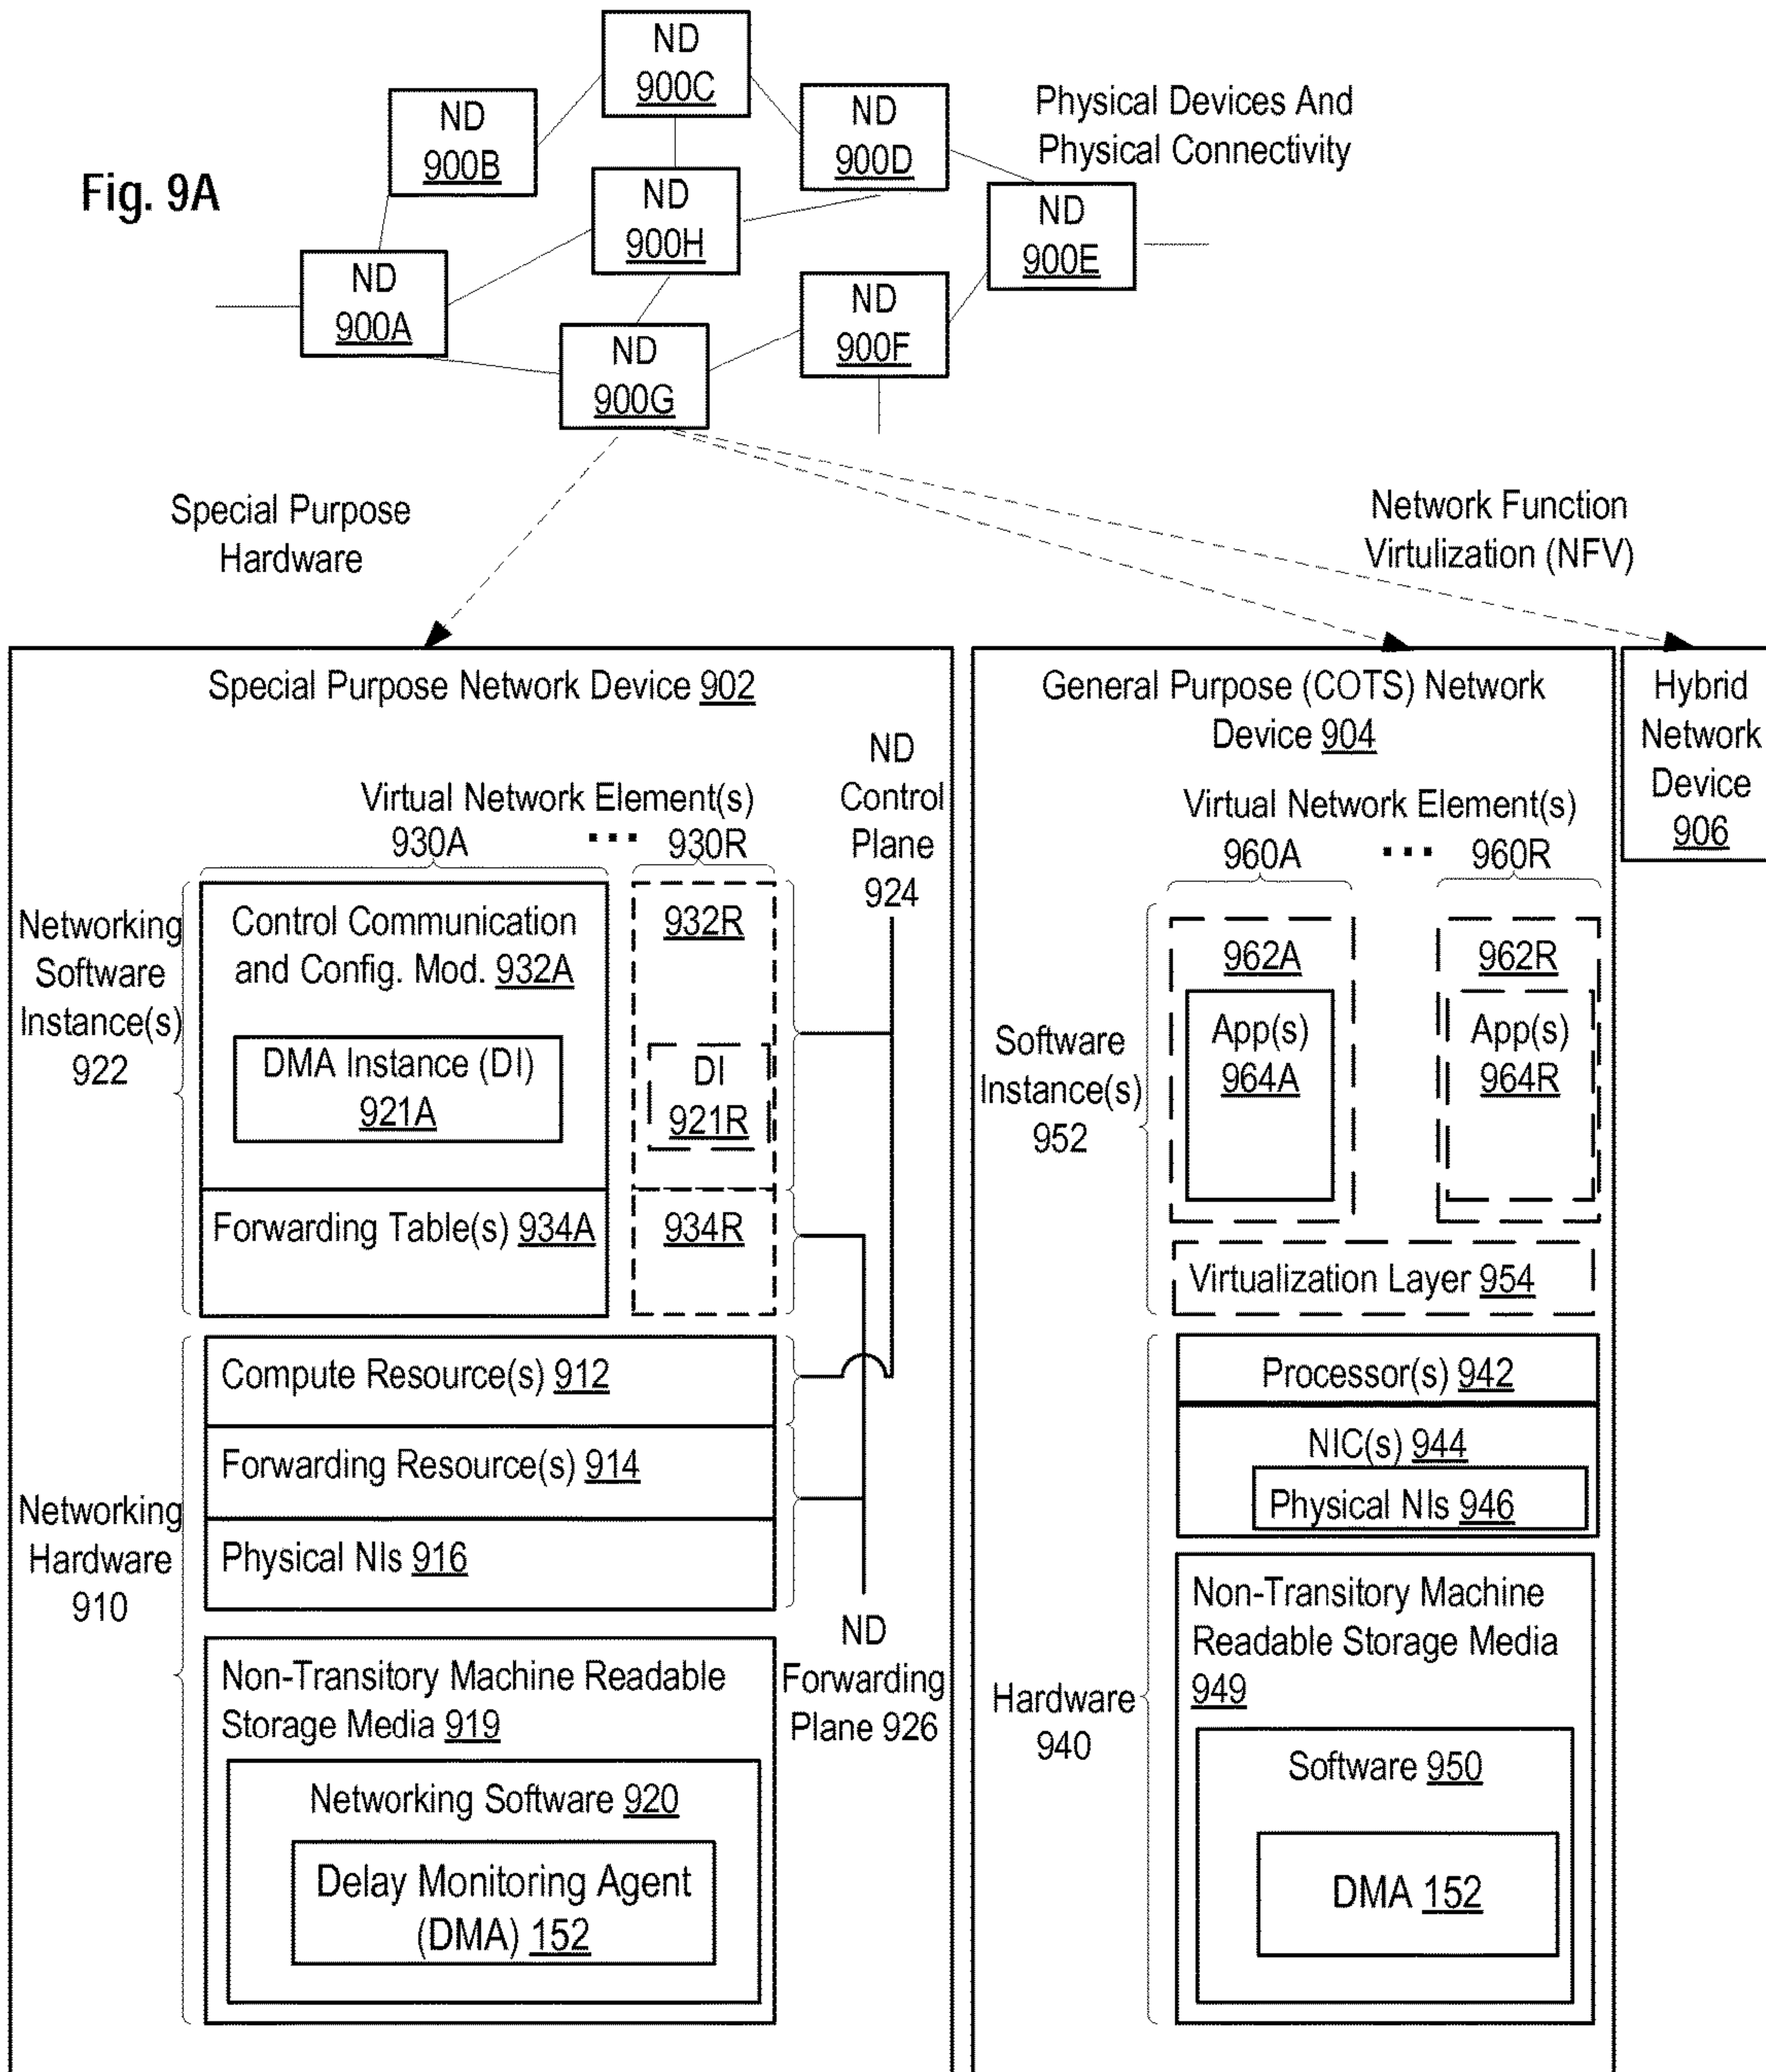 ND
900C
ND
900B
ND
900D
Physical Devices And
Physical Connectivity
Fig. 9A
ND
900H
ND
900E
ND
900A
ND
900F
ND
900G
Special Purpose
Hardware
Network Function
Virtulization (NFV)
Special Purpose Network Device 902
ND
Control
Plane
924
Virtual Network Element(s)
930A
...
930R
Networking
Software
Instance(s)
922
Control Communication
and Config. Mod. 932A
932R
DMA Instance (DI)
921A
DI
921R
Forwarding Table(s) 934A
934R
Networking
Hardware
910
Compute Resource(s) 912
Forwarding Resource(s) 914
Physical NIs 916
ND
Forwarding
Plane 926
Non-Transitory Machine Readable
Storage Media 919
Networking Software 920
Delay Monitoring Agent
(DMA) 152
General Purpose (COTS) Network
Device 904
Virtual Network Element(s)
960A
...
960R
Software
Instance(s)
952
962A
App(s)
964A
962R
App(s)
964R
Virtualization Layer 954
Hardware
940
Processor(s) 942
NIC(s) 944
Physical NIs 946
Non-Transitory Machine
Readable Storage Media
949
Software 950
DMA 152
Hybrid
Network
Device
906